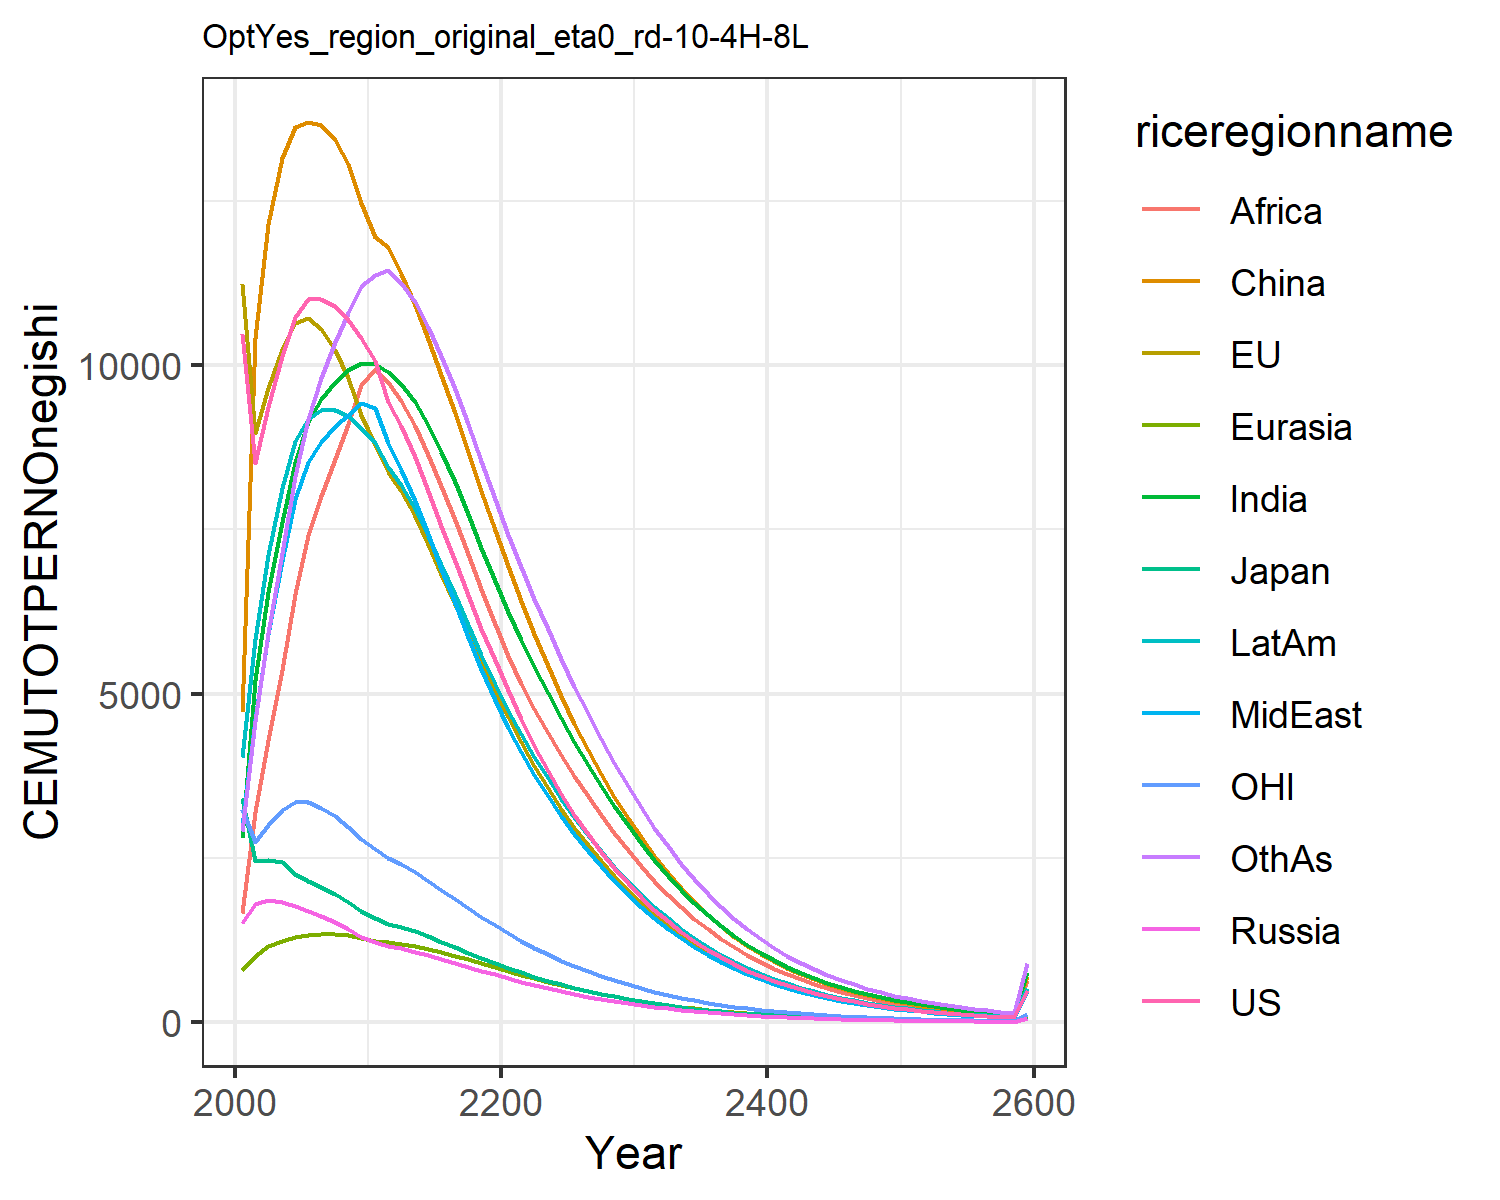 OptYes_region_original_eta0_rd-10-4H-8L
CEMUTOTPERNOnegishi
10000
5000
0
2000
2200
2400
2600
Year
riceregionname
Africa
China
EU
Eurasia
India
Japan
LatAm
MidEast
OHI
OthAs
Russia
US